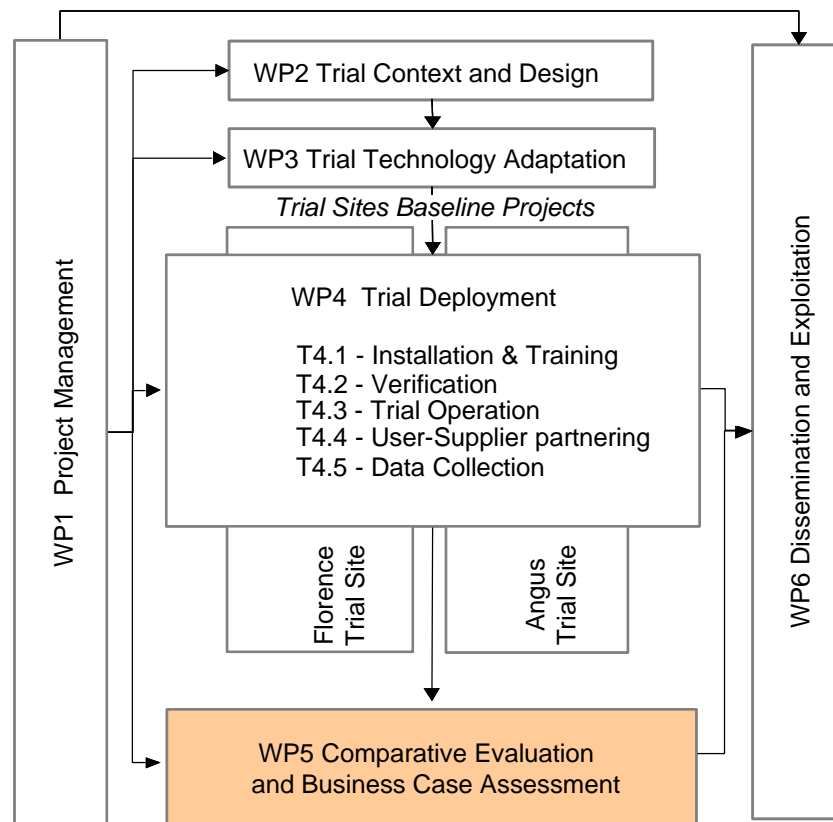 WP1 Project Management
WP2 Trial Context and Design
WP3 Trial Technology Adaptation
Trial Sites Baseline Projects
WP4 Trial Deployment
T4.1 - Installation & Training
T4.2 - Verification
T4.3 - Trial Operation
T4.4 - User-Supplier partnering
T4.5 - Data Collection
Florence
Trial Site
Angus
Trial Site
WP5 Comparative Evaluation
and Business Case Assessment
WP6 Dissemination and Exploitation